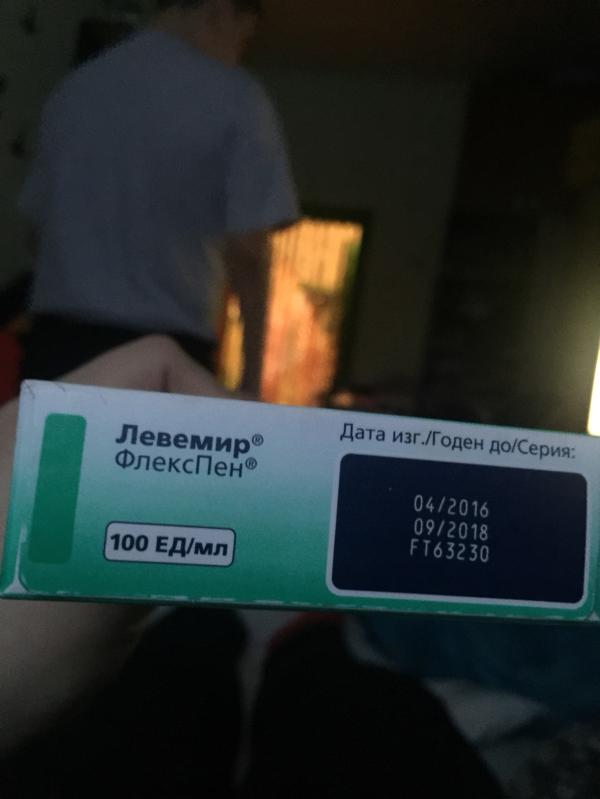 Левемир®
ФлексПен®
100 ЕД/мл
Дата изг./Годен до/Серия:
04/2016
09/2018
FT63230